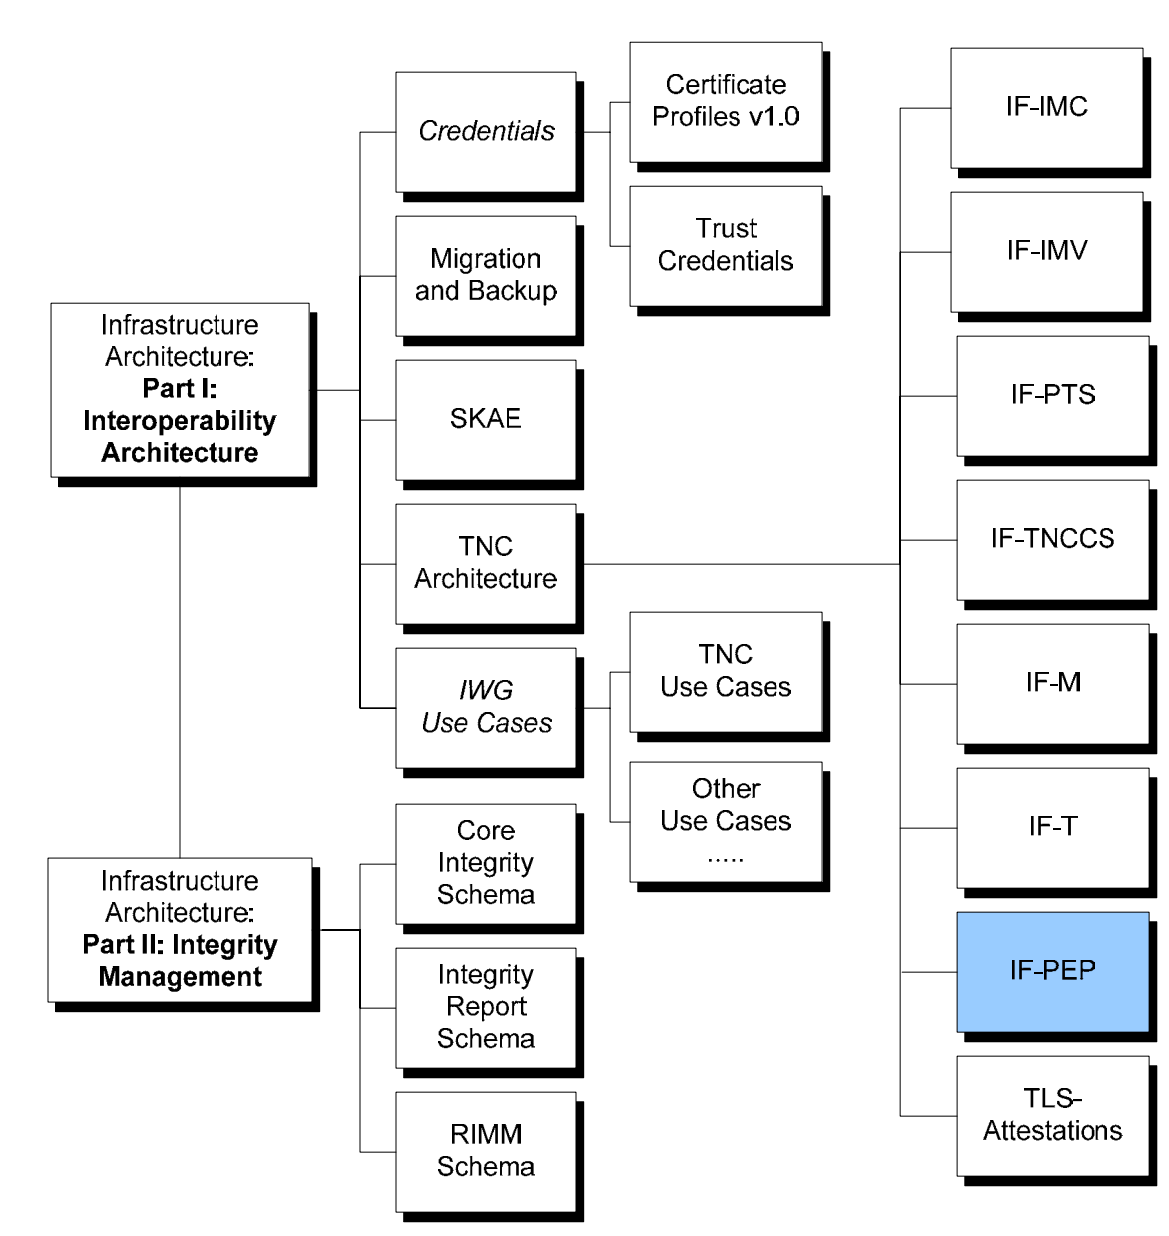 Infrastructure
Architecture:
Part I:
Interoperability
Architecture
Credentials
Certificate
Profiles v1.0
Trust
Credentials
Migration
and Backup
SKAE
TNC
Architecture
IF-IMC
IF-IMV
IF-PTS
IF-TNCCS
IF-M
IF-T
IF-PEP
TLS-
Attestations
IWG
Use Cases
TNC
Use Cases
Other
Use Cases
.....
Infrastructure
Architecture:
Part II: Integrity
Management
Core
Integrity
Schema
Integrity
Report
Schema
RIMM
Schema